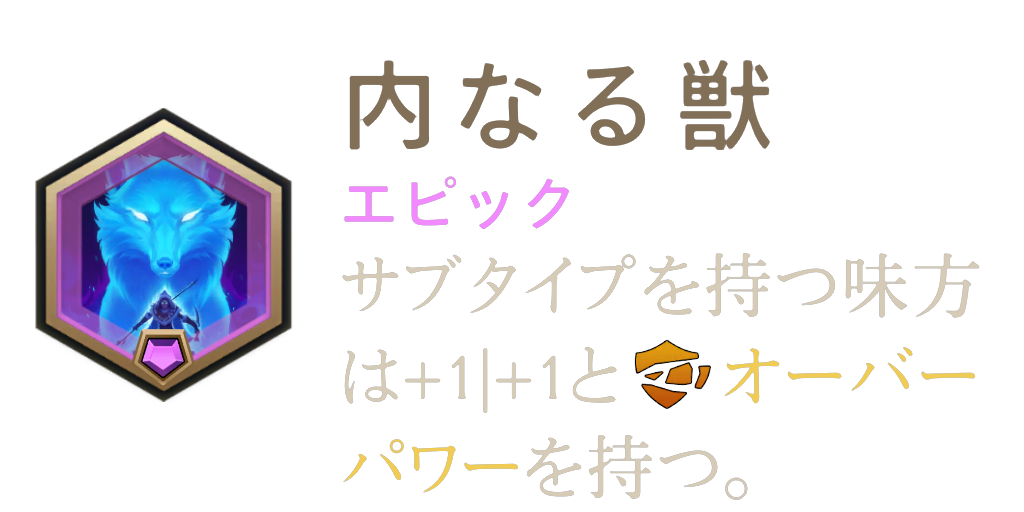 内なる獣
エピック
サブタイプを持つ味方
は+1|+1とオーバー
パワーを持つ。